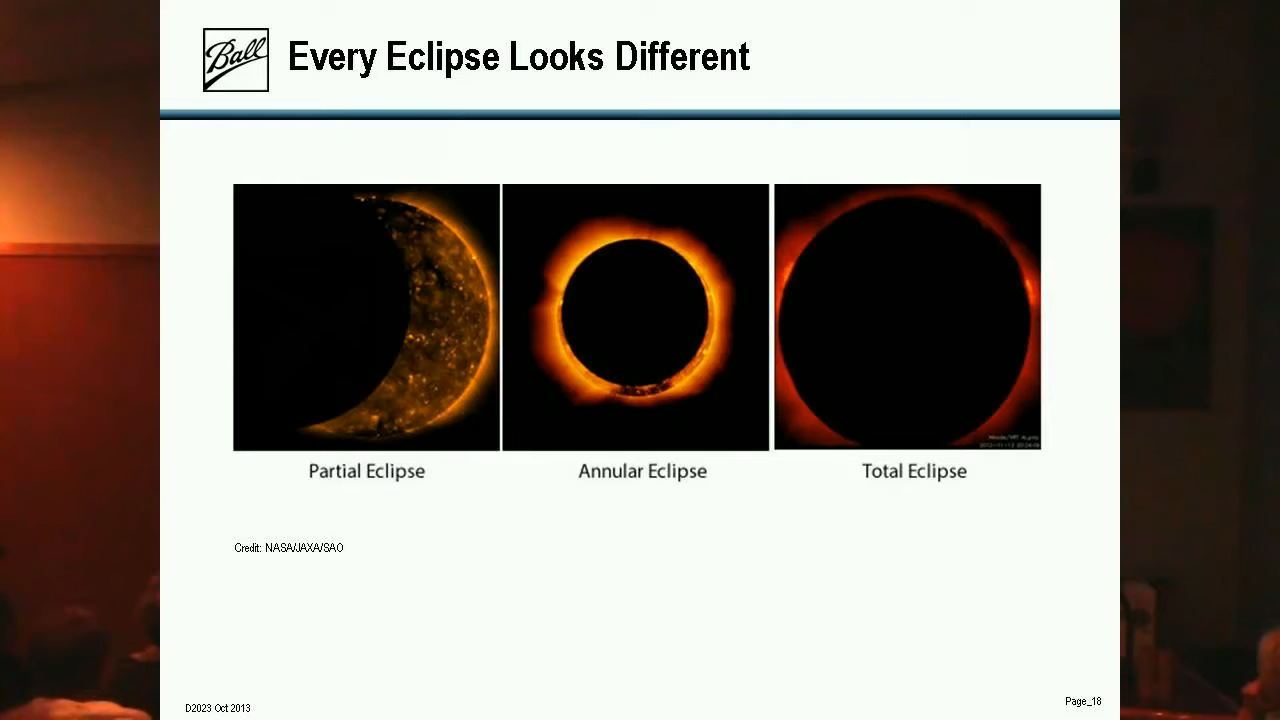 Ball
Every Eclipse Looks Different
Partial Eclipse
Annular Eclipse
Total Eclipse
Credit: NASA/JAXA/SAO
D2023 Oct 2013
Page_18